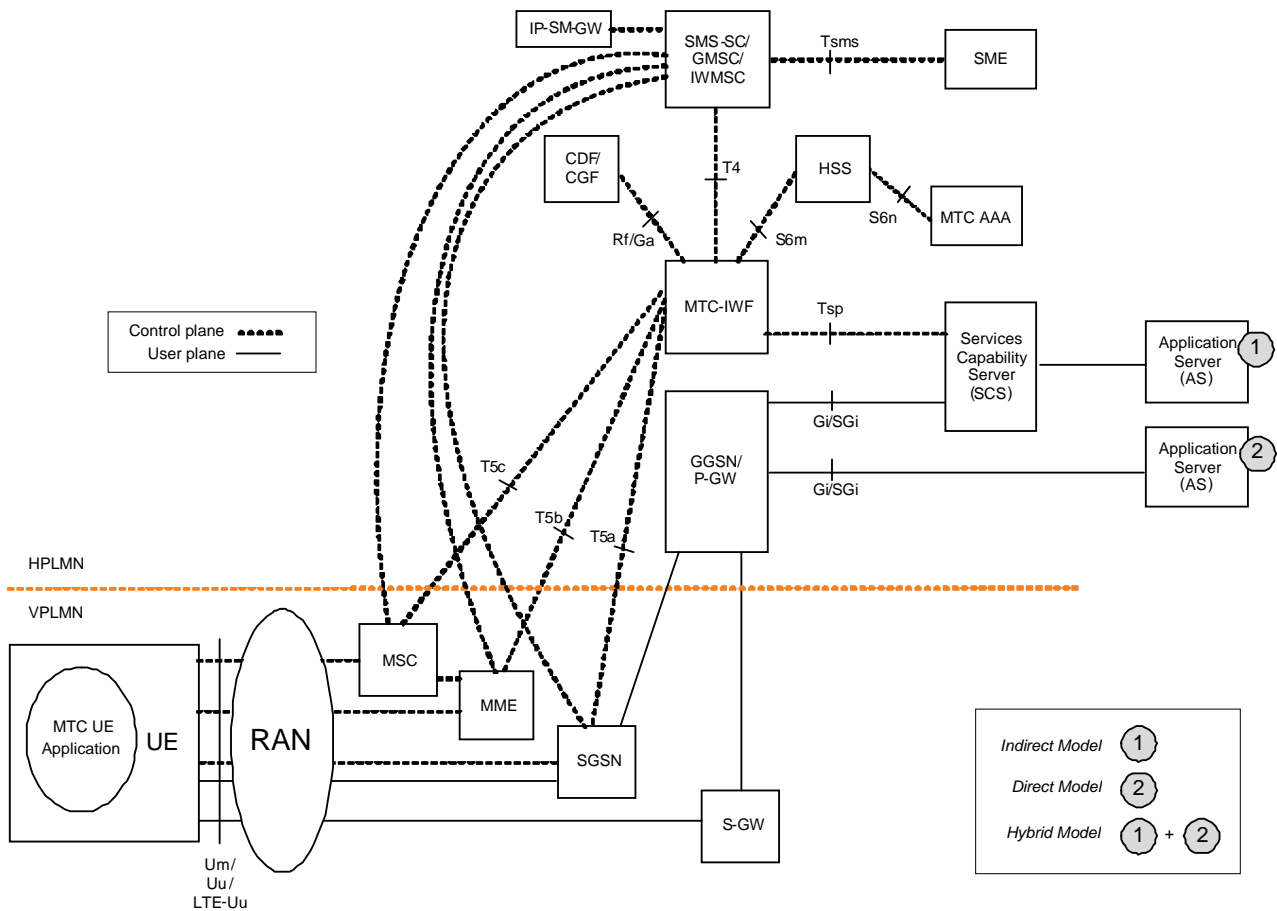 IP-SM-GW
SMS-SC/
GMSC/
IWMSC
Tsms
SME
CDF/
CGF
T4
HSS
S6n
MTC AAA
Rf/Ga
S6m
MTC-IWF
Tsp
Services
Capability
Server
(SCS)
Application
Server
(AS)
1
Control plane
User plane
Gi/SGi
GGSN/
P-GW
Gi/SGi
Application
Server
(AS)
2
T5c
T5b
T5a
HPLMN
VPLMN
MSC
MME
SGSN
S-GW
MTC UE
Application
UE
RAN
Um/
Uu/
LTE-Uu
Indirect Model 1
Direct Model 2
Hybrid Model 1 + 2